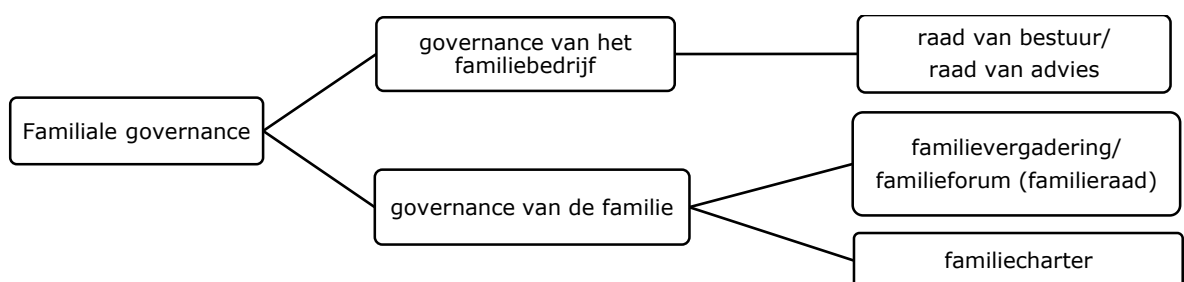 Familiale governance
governance van het
familiebedrijf
raad van bestuur/
raad van advies
governance van de familie
familievergadering/
familieforum (familieraad)
familiecharter